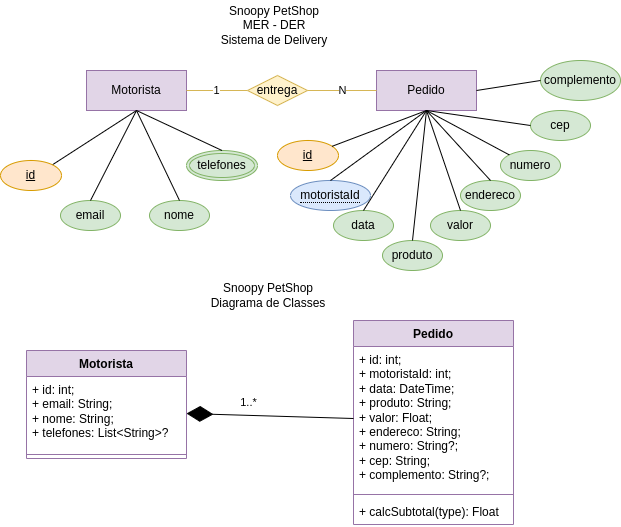 Snoopy PetShop
MER - DER
Sistema de Delivery
Motorista
1
entrega
N
Pedido
complemento
cep
numero
endereco
valor
produto
data
motoristaId
id
telefones
nome
email
id
Snoopy PetShop
Diagrama de Classes
Motorista
+ id: int;
+ email: String;
+ nome: String;
+ telefones: List<String>?
1..*
Pedido
+ id: int;
+ motoristaId: int;
+ data: DateTime;
+ produto: String;
+ valor: Float;
+ endereco: String;
+ numero: String?;
+ cep: String;
+ complemento: String?;
+ calcSubtotal(type): Float